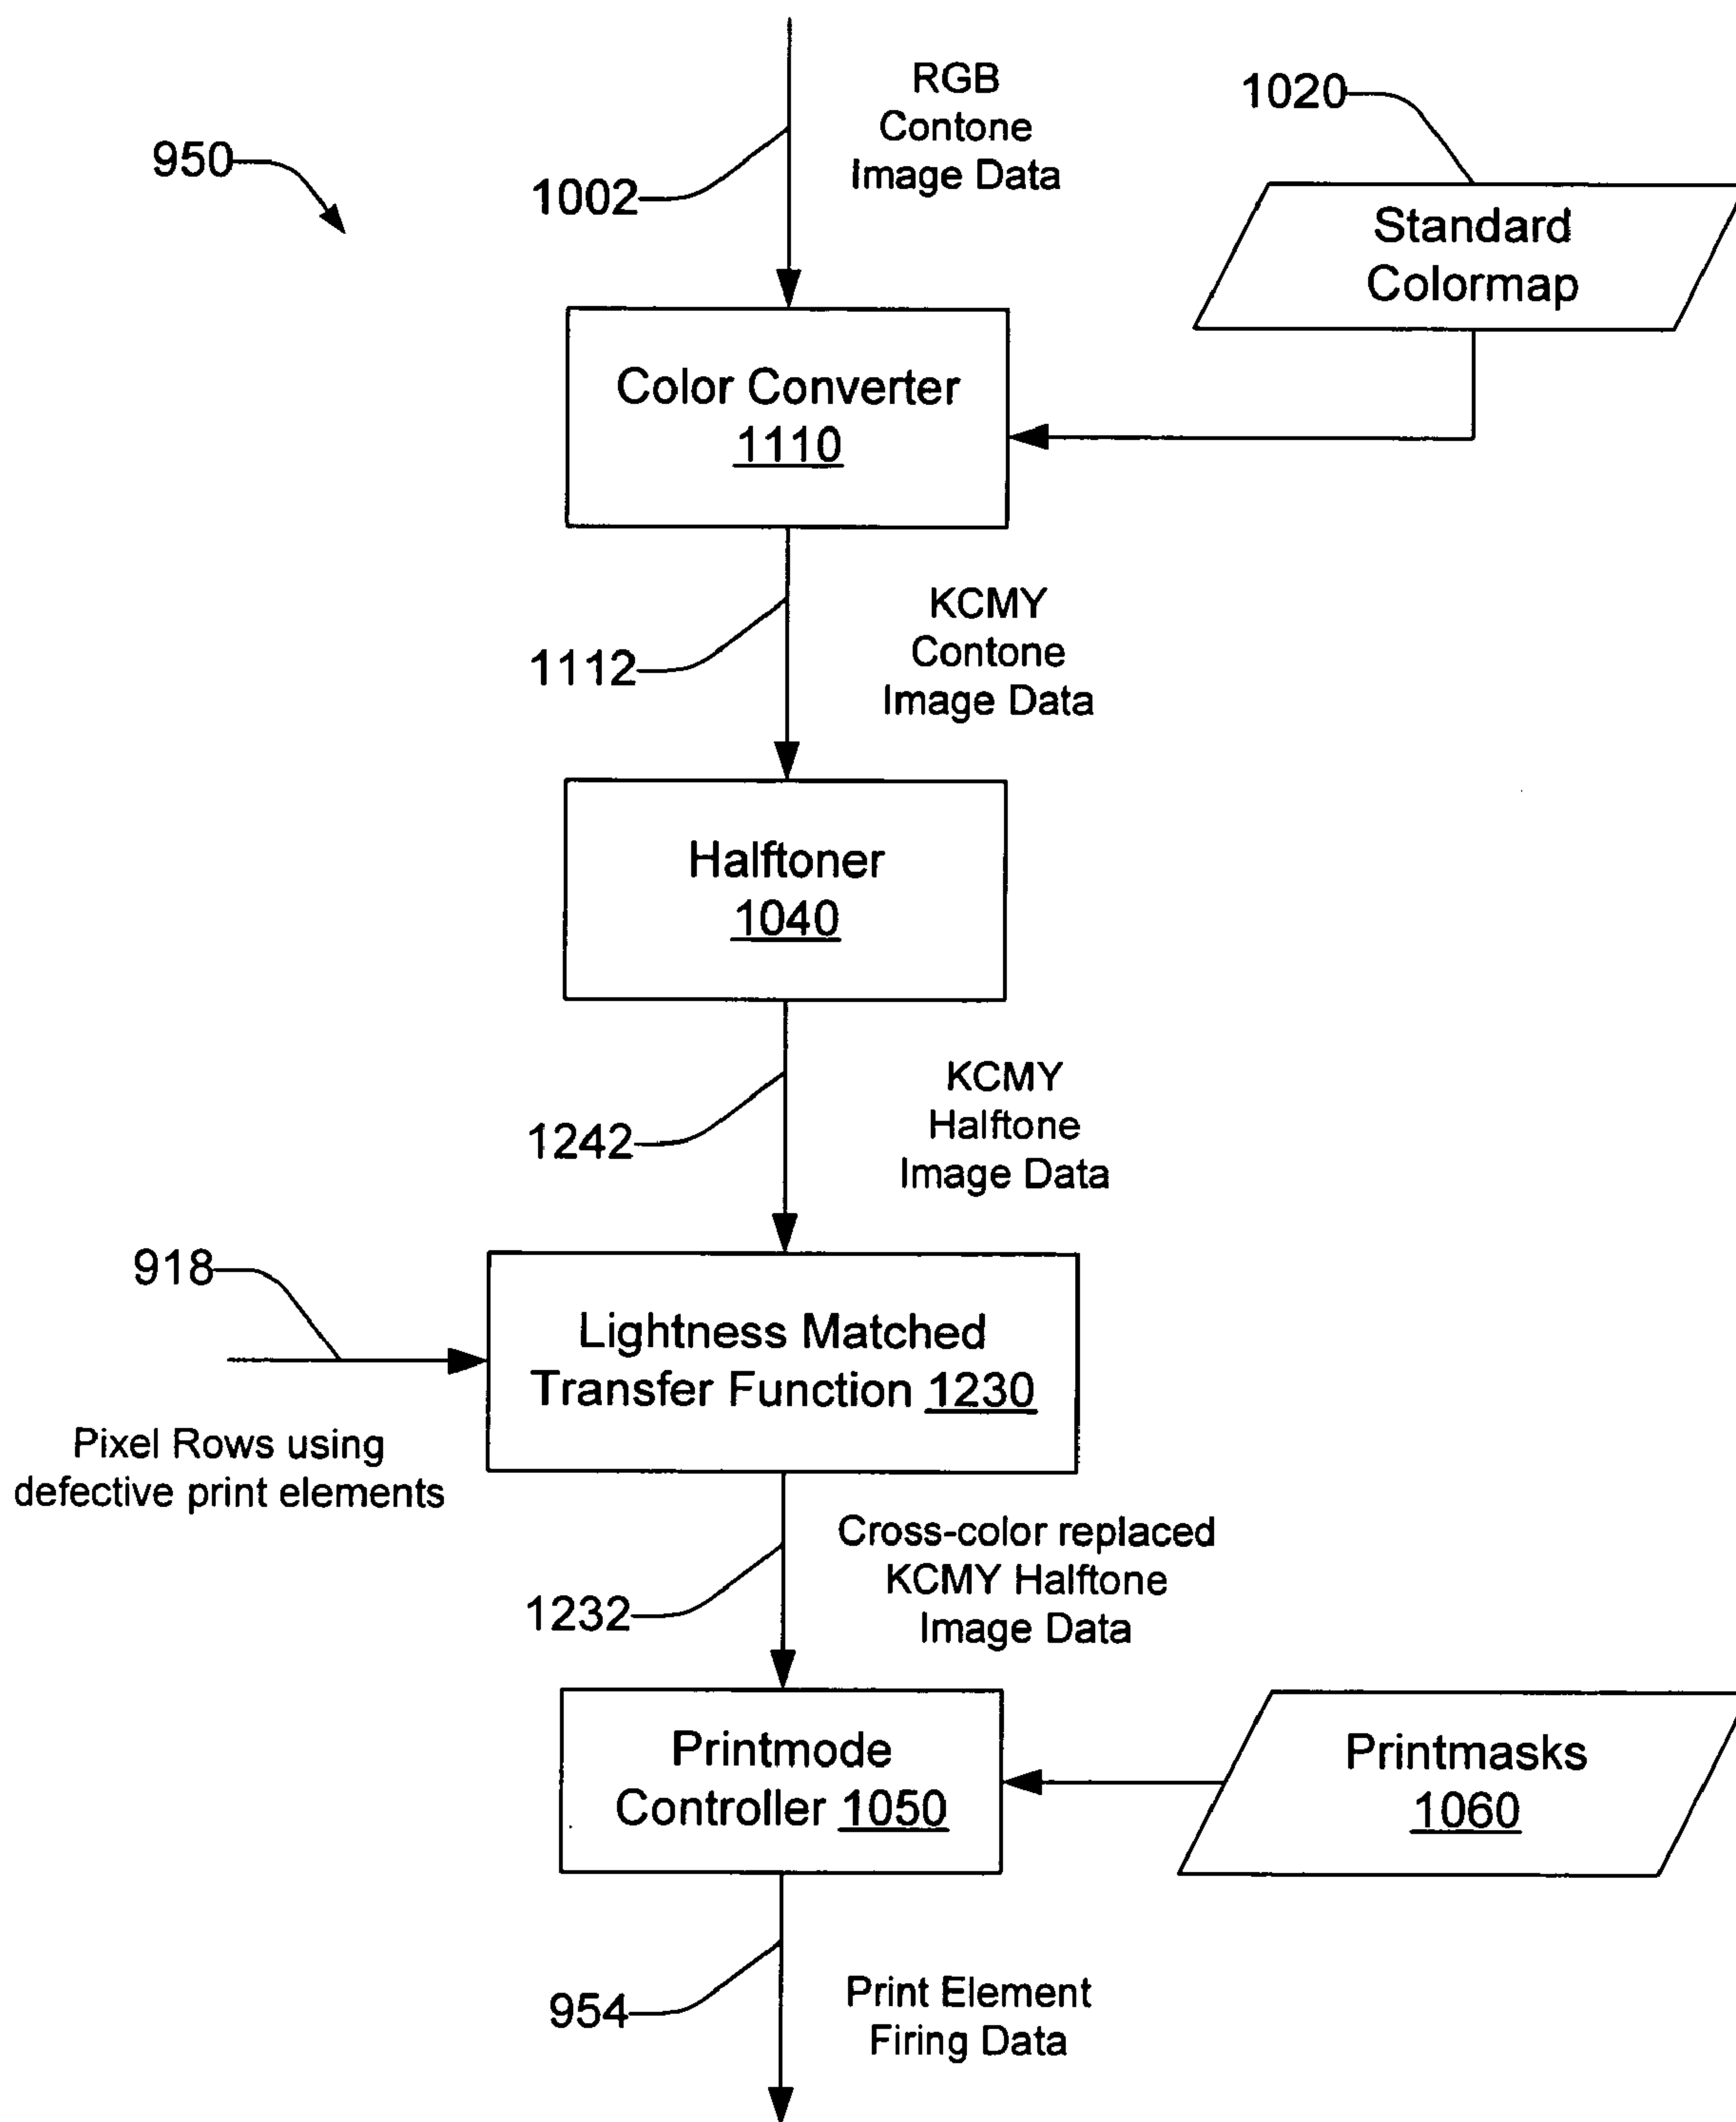 RGB
Contone
Image Data
1020
950
1002
Standard
Colormap
Color Converter
1110
KCMY
Contone
Image Data
1112
Halftoner
1040
KCMY
Halftone
Image Data
1242
918
Lightness Matched
Transfer Function 1230
Pixel Rows using
defective print elements
Cross-color replaced
KCMY Halftone
Image Data
1232
Printmode
Controller 1050
Printmasks
1060
954
Print Element
Firing Data